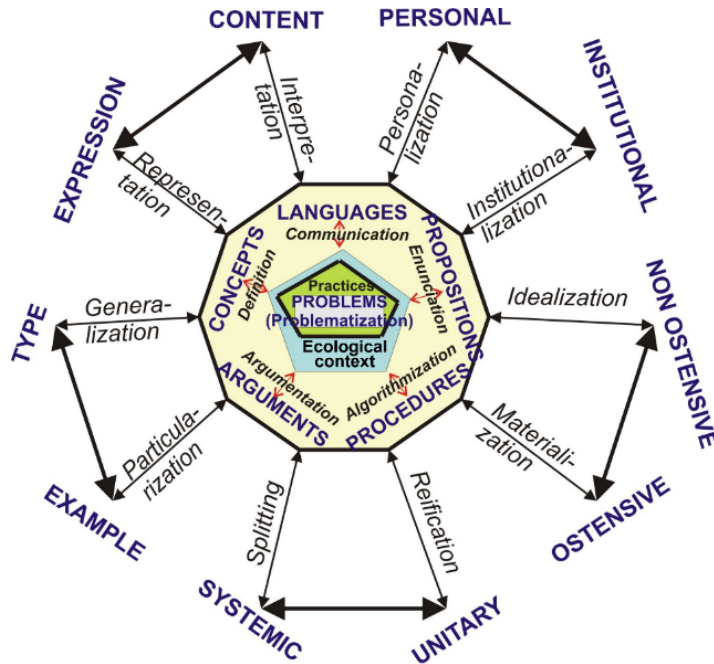 CONTENT
PERSONAL
EXPRESSION
INSTITUTIONAL
Interpre-
tation
Persona-
lization
Represen-
tation
Instituciona-
lization
LANGUAGES
Communication
CONCEPTS
Definition
PROPOSITIONS
Enunciation
Practices
PROBLEMS
(Problematization)
Ecological
context
Argumentation
ARGUMENTS
Algorithmization
PROCEDURES
TYPE
Genera-
lization
Idealization
NON OSTENSIVE
Particula-
rization
EXAMPLE
Materiali-
zation
OSTENSIVE
Splitting
Reification
SYSTEMIC
UNITARY